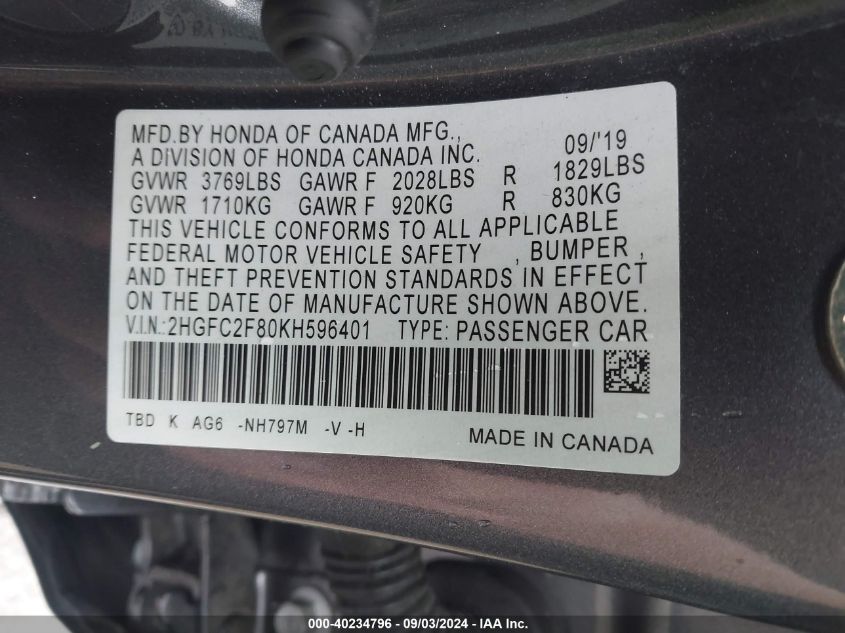 MFD.BY HONDA OF CANADA MFG., 09/'19
A DIVISION OF HONDA CANADA INC.
GVWR 3769LBS GAWR F 2028LBS R 1829LBS
GVWR 1710KG GAWR F 920KG R 830KG
THIS VEHICLE CONFORMS TO ALL APPLICABLE
FEDERAL MOTOR VEHICLE SAFETY , BUMPER ,
AND THEFT PREVENTION STANDARDS IN EFFECT
ON THE DATE OF MANUFACTURE SHOWN ABOVE.
V.I.N.:2HGFC2F80KH596401 TYPE: PASSENGER CAR
TBD K AG6 -NH797M -V -H
MADE IN CANADA
000-40234796 - 09/03/2024 - IAA Inc.